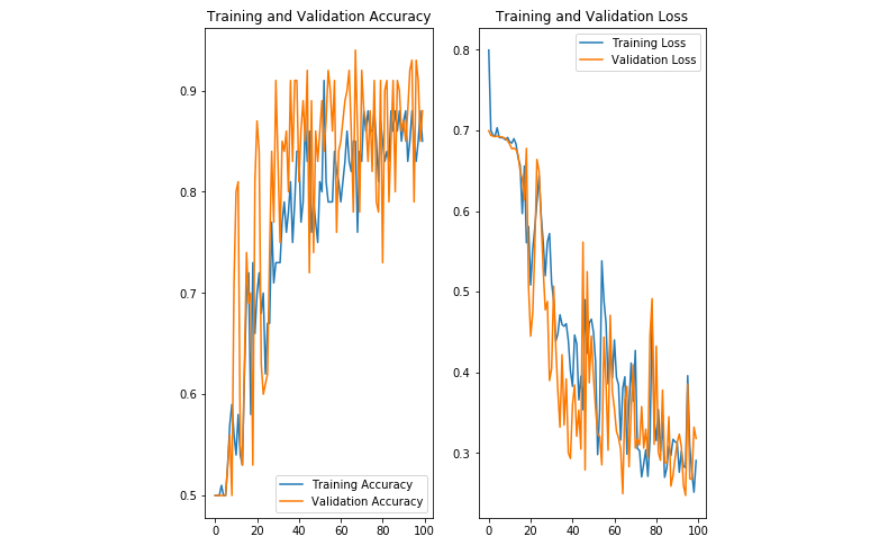 Training and Validation Accuracy
0.9
0.8
0.7
0.6
0.5
Training Accuracy
Validation Accuracy
0 20 40 60 80 100
Training and Validation Loss
Training Loss
Validation Loss
0.8
0.7
0.6
0.5
0.4
0.3
0 20 40 60 80 100